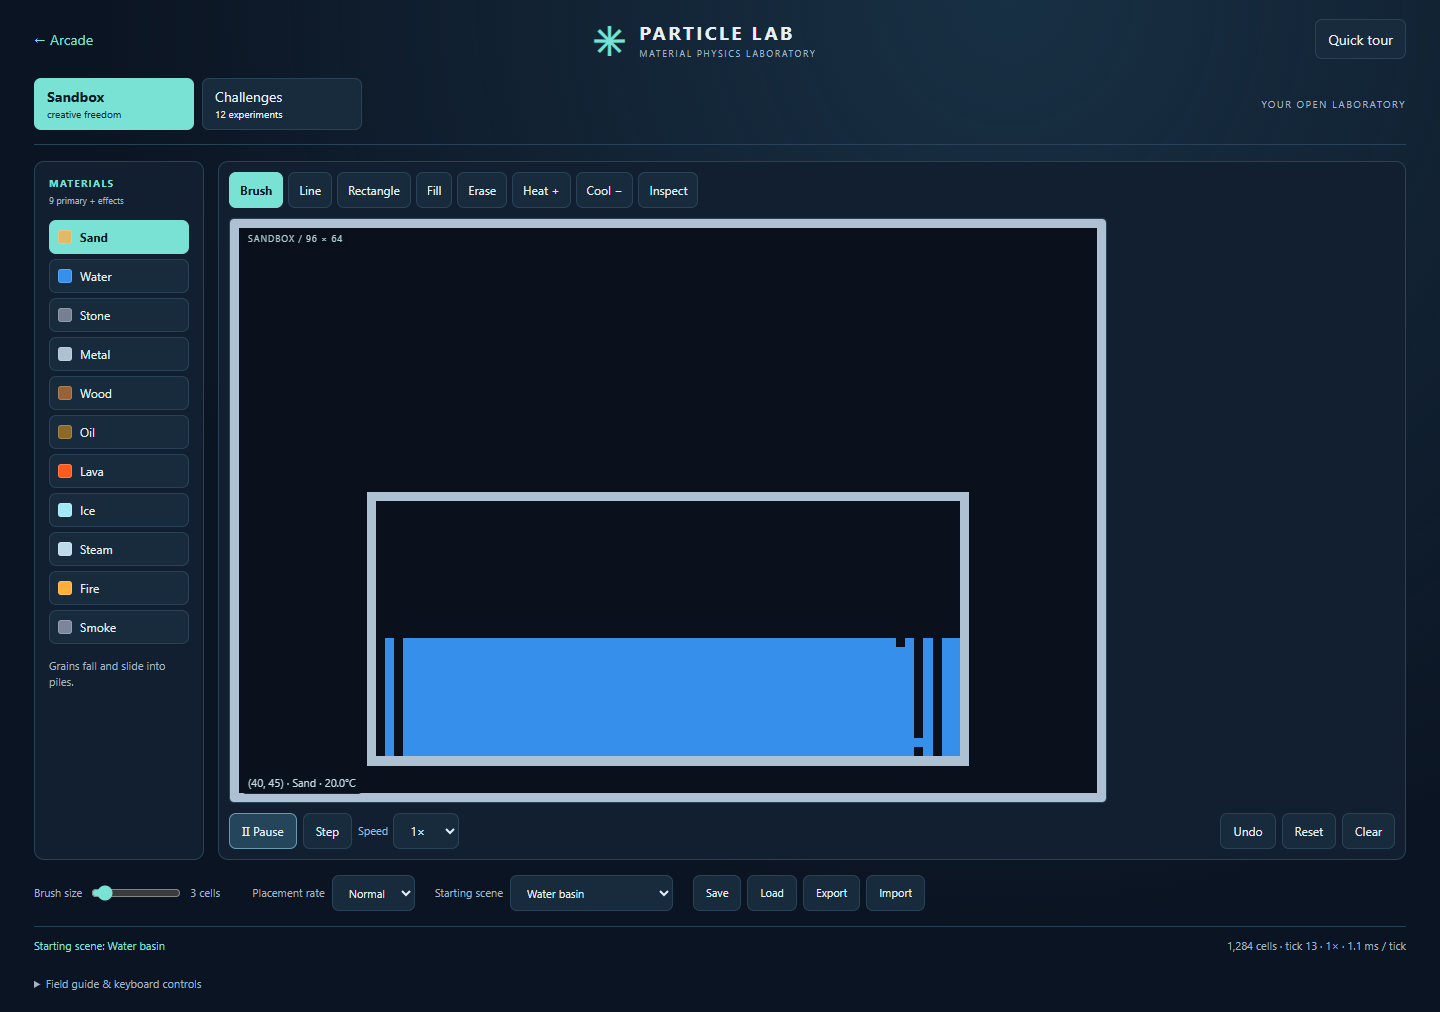 ← Arcade
PARTICLE LAB
MATERIAL PHYSICS LABORATORY
Quick tour
Sandbox
creative freedom
Challenges
12 experiments
YOUR OPEN LABORATORY
MATERIALS
9 primary + effects
Sand
Water
Stone
Metal
Wood
Oil
Lava
Ice
Steam
Fire
Smoke
Grains fall and slide into
piles.
Brush
Line
Rectangle
Fill
Erase
Heat +
Cool −
Inspect
SANDBOX / 96 × 64
(40, 45) · Sand · 20.0°C
II Pause
Step
Speed
1×
Undo
Reset
Clear
Brush size
3 cells
Placement rate
Normal
Starting scene
Water basin
Save
Load
Export
Import
Starting scene: Water basin
1,284 cells · tick 13 · 1× · 1.1 ms / tick
▶ Field guide & keyboard controls